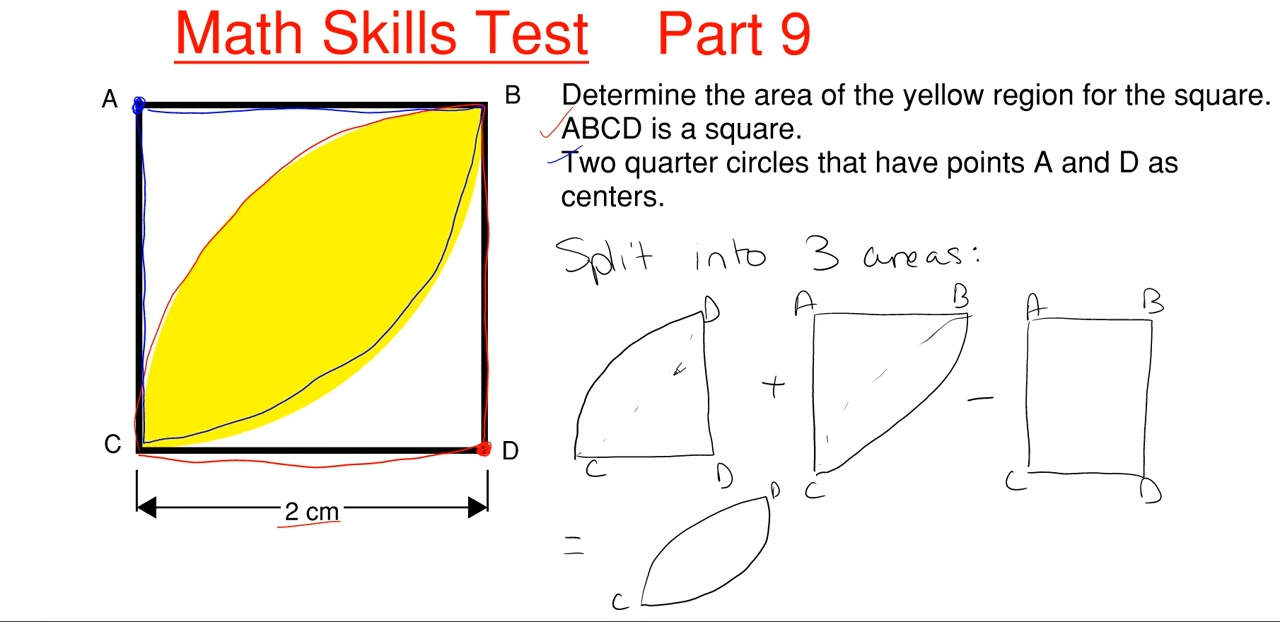 Math Skills Test Part 9
A
B
Determine the area of the yellow region for the square.
ABCD is a square.
Two quarter circles that have points A and D as
centers.
Split into 3 areas:
D
A
B
A
B
+
-
C
D
C
C
D
C
D
2 cm
=
D
C